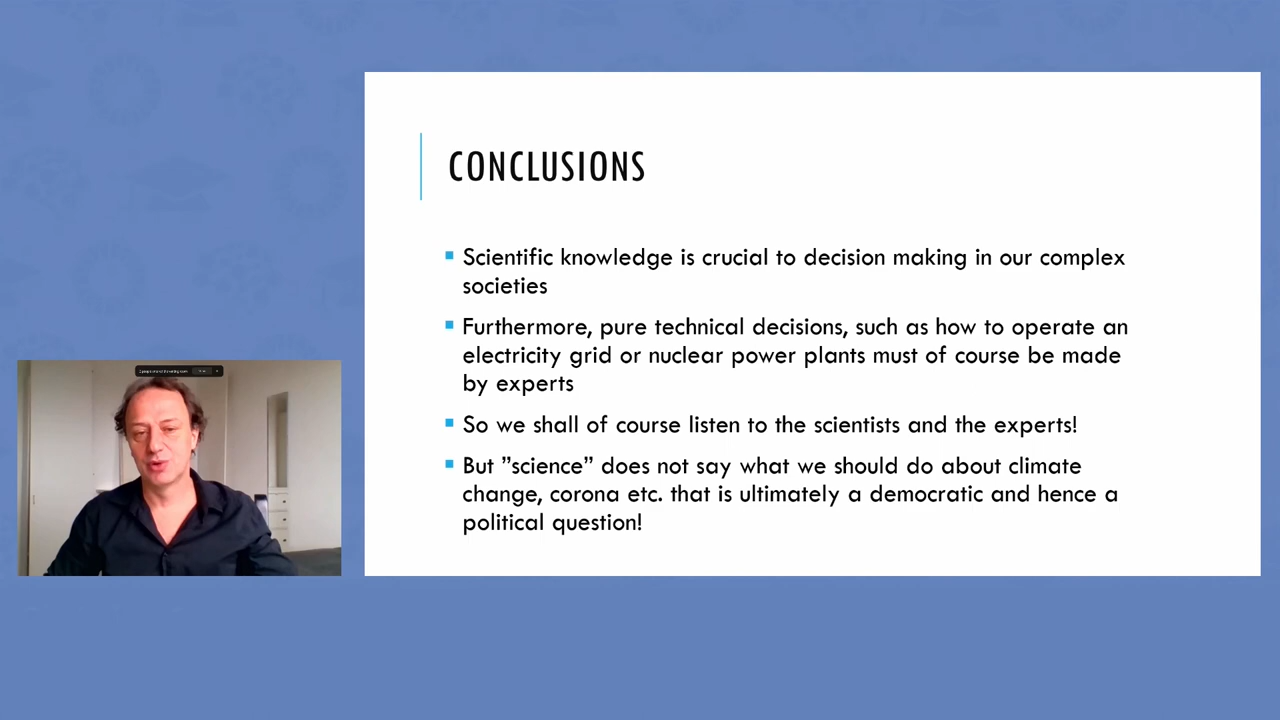 CONCLUSIONS
Scientific knowledge is crucial to decision making in our complex
societies
Furthermore, pure technical decisions, such as how to operate an
electricity grid or nuclear power plants must of course be made
by experts
So we shall of course listen to the scientists and the experts!
But ”science” does not say what we should do about climate
change, corona etc. that is ultimately a democratic and hence a
political question!